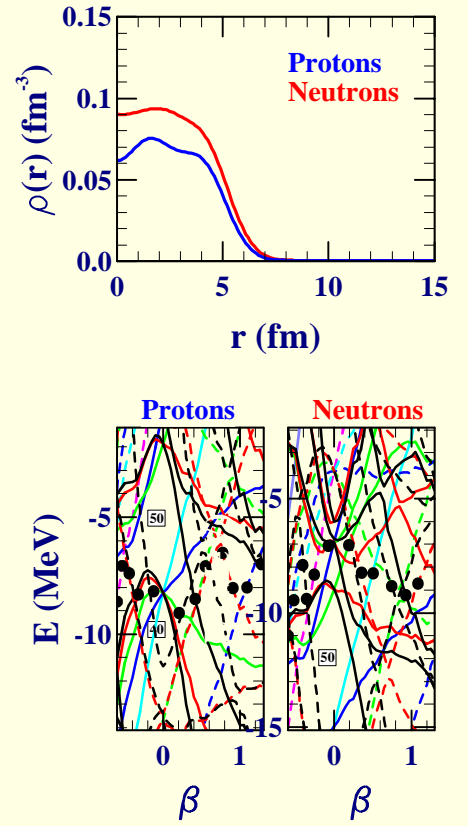 0.15
Protons
Neutrons
0.1
0.05
0.0
ρ(r) (fm⁻³)
0 5 10 15
r (fm)
Protons Neutrons
-5 50 -5
E (MeV)
-10 40 -10
50
-15
0 1 0 1
β β